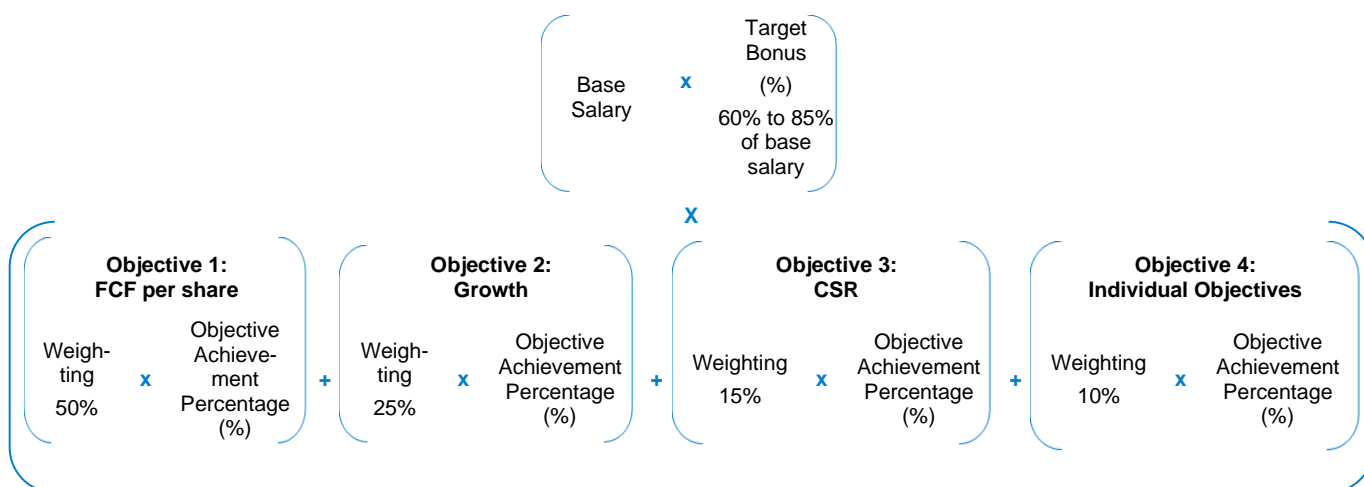 Base
Salary
x
Target
Bonus
(%)
60% to 85%
of base
salary
X
Objective 1:
FCF per share
Weigh-
ting
50%
x
Objective
Achieve-
ment
Percentage
(%)
+
Objective 2:
Growth
Weigh-
ting
25%
x
Objective
Achievement
Percentage
(%)
+
Objective 3:
CSR
Weighting
15%
x
Objective
Achievement
Percentage
(%)
+
Objective 4:
Individual Objectives
Weighting
10%
x
Objective
Achievement
Percentage
(%)